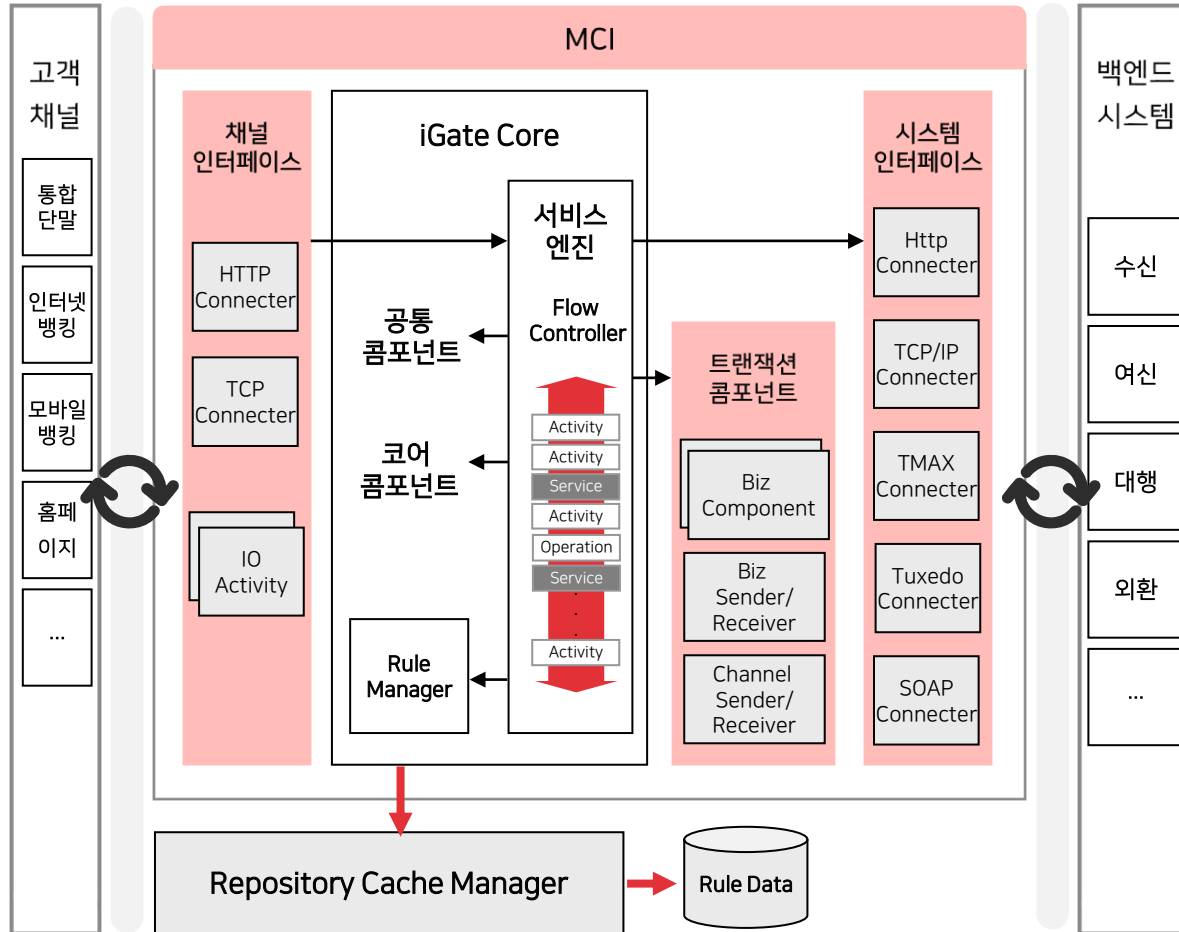 MCI
고객
채널
통합
단말
인터넷
뱅킹
모바일
뱅킹
홈페
이지
...
채널
인터페이스
HTTP
Connecter
TCP
Connecter
IO
Activity
iGate Core
서비스
엔진
Flow
Controller
공통
콤포넌트
코어
콤포넌트
Activity
Activity
Service
Activity
Operation
Service
.
.
.
Activity
Rule
Manager
트랜잭션
콤포넌트
Biz
Component
Biz
Sender/
Receiver
Channel
Sender/
Receiver
시스템
인터페이스
Http
Connecter
TCP/IP
Connecter
TMAX
Connecter
Tuxedo
Connecter
SOAP
Connecter
백엔드
시스템
수신
여신
대행
외환
...
Repository Cache Manager
Rule Data